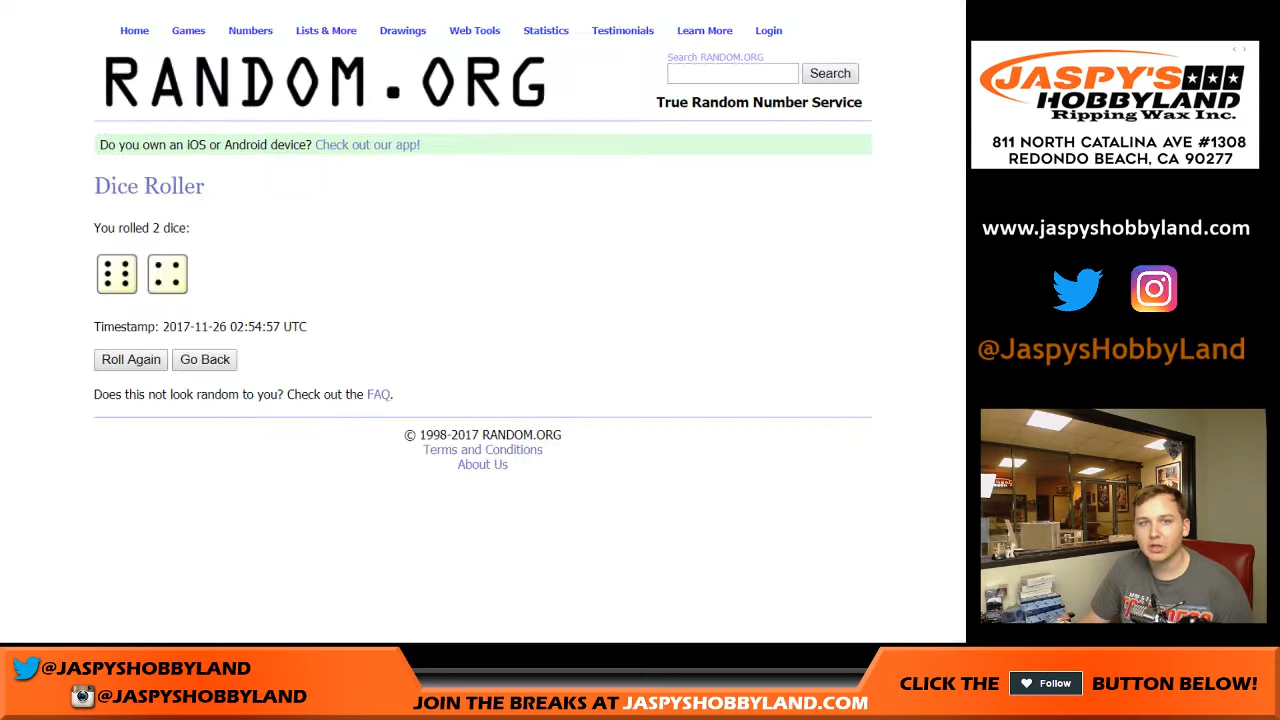 Home Games Numbers Lists & More Drawings Web Tools Statistics Testimonials Learn More Login
RANDOM.ORG
Search RANDOM.ORG
Search
True Random Number Service
Do you own an iOS or Android device? Check out our app!
Dice Roller
You rolled 2 dice:
Timestamp: 2017-11-26 02:54:57 UTC
Roll Again Go Back
Does this not look random to you? Check out the FAQ.
© 1998-2017 RANDOM.ORG
Terms and Conditions
About Us
JASPY'S
HOBBYLAND
Ripping Wax Inc.
811 NORTH CATALINA AVE #1308
REDONDO BEACH, CA 90277
www.jaspyshobbyland.com
@JaspysHobbyLand
@JASPYSHOBBYLAND
@JASPYSHOBBYLAND
JOIN THE BREAKS AT JASPYSHOBBYLAND.COM
CLICK THE Follow BUTTON BELOW!